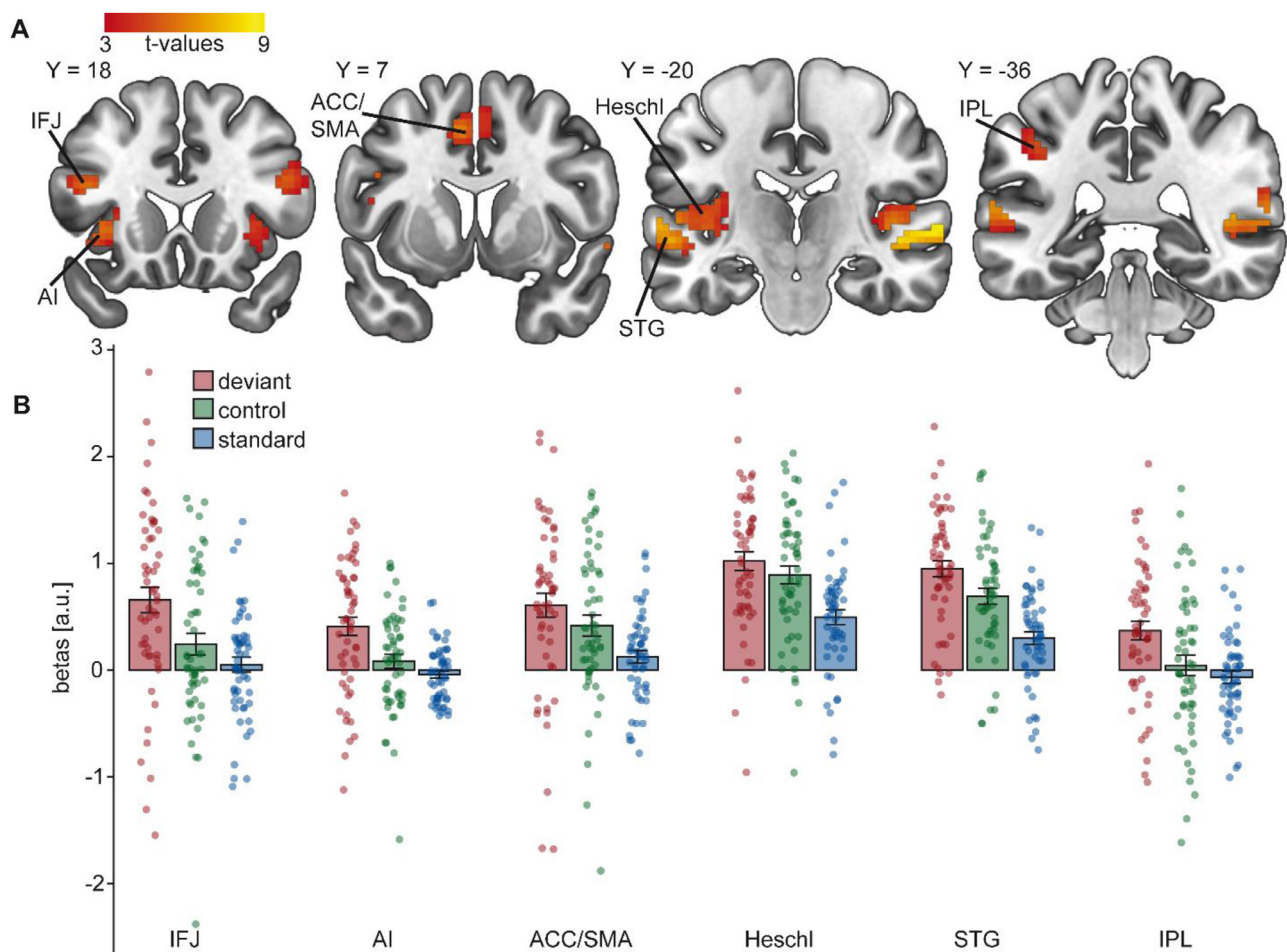 A
3 t-values 9
Y = 18
Y = 7
Y = -20
Y = -36
IFJ
ACC/
SMA
Heschl
IPL
AI
STG
B
deviant
control
standard
betas [a.u.]
3
2
1
0
-1
-2
IFJ AI ACC/SMA Heschl STG IPL